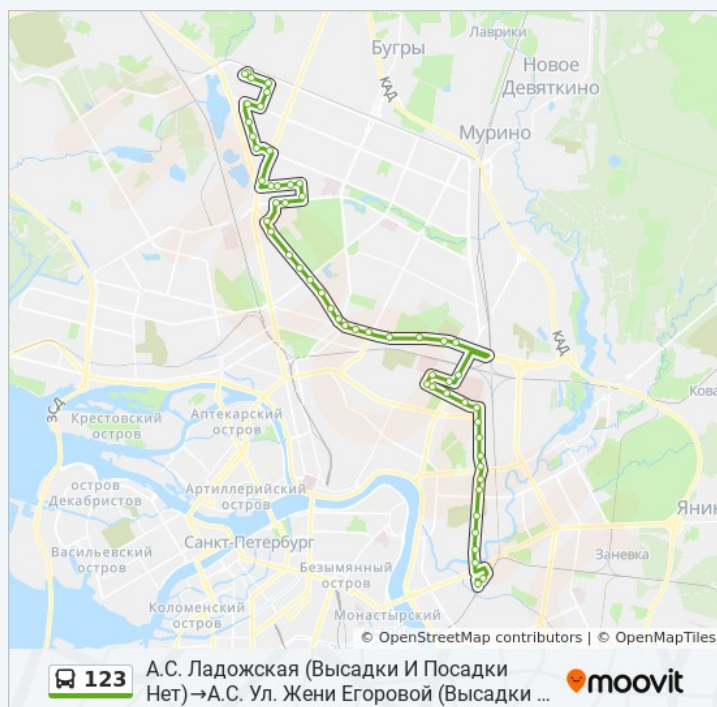 Лаврики
Бугры
КАД
Новое
Девяткино
КАД
Мурино
КАД
ЗСД
Аптекарский
остров
Крестовский
остров
остров
Декабристов
Артиллерийский
остров
Санкт-Петербург
Васильевский
остров
Безымянный
остров
Коломенский
остров
Монастырский
Кова
Янин
Заневка
© OpenStreetMap contributors | © OpenMapTiles
123
А.С. Ладожская (Высадки И Посадки
Нет)→А.С. Ул. Жени Егоровой (Высадки ...
moovit